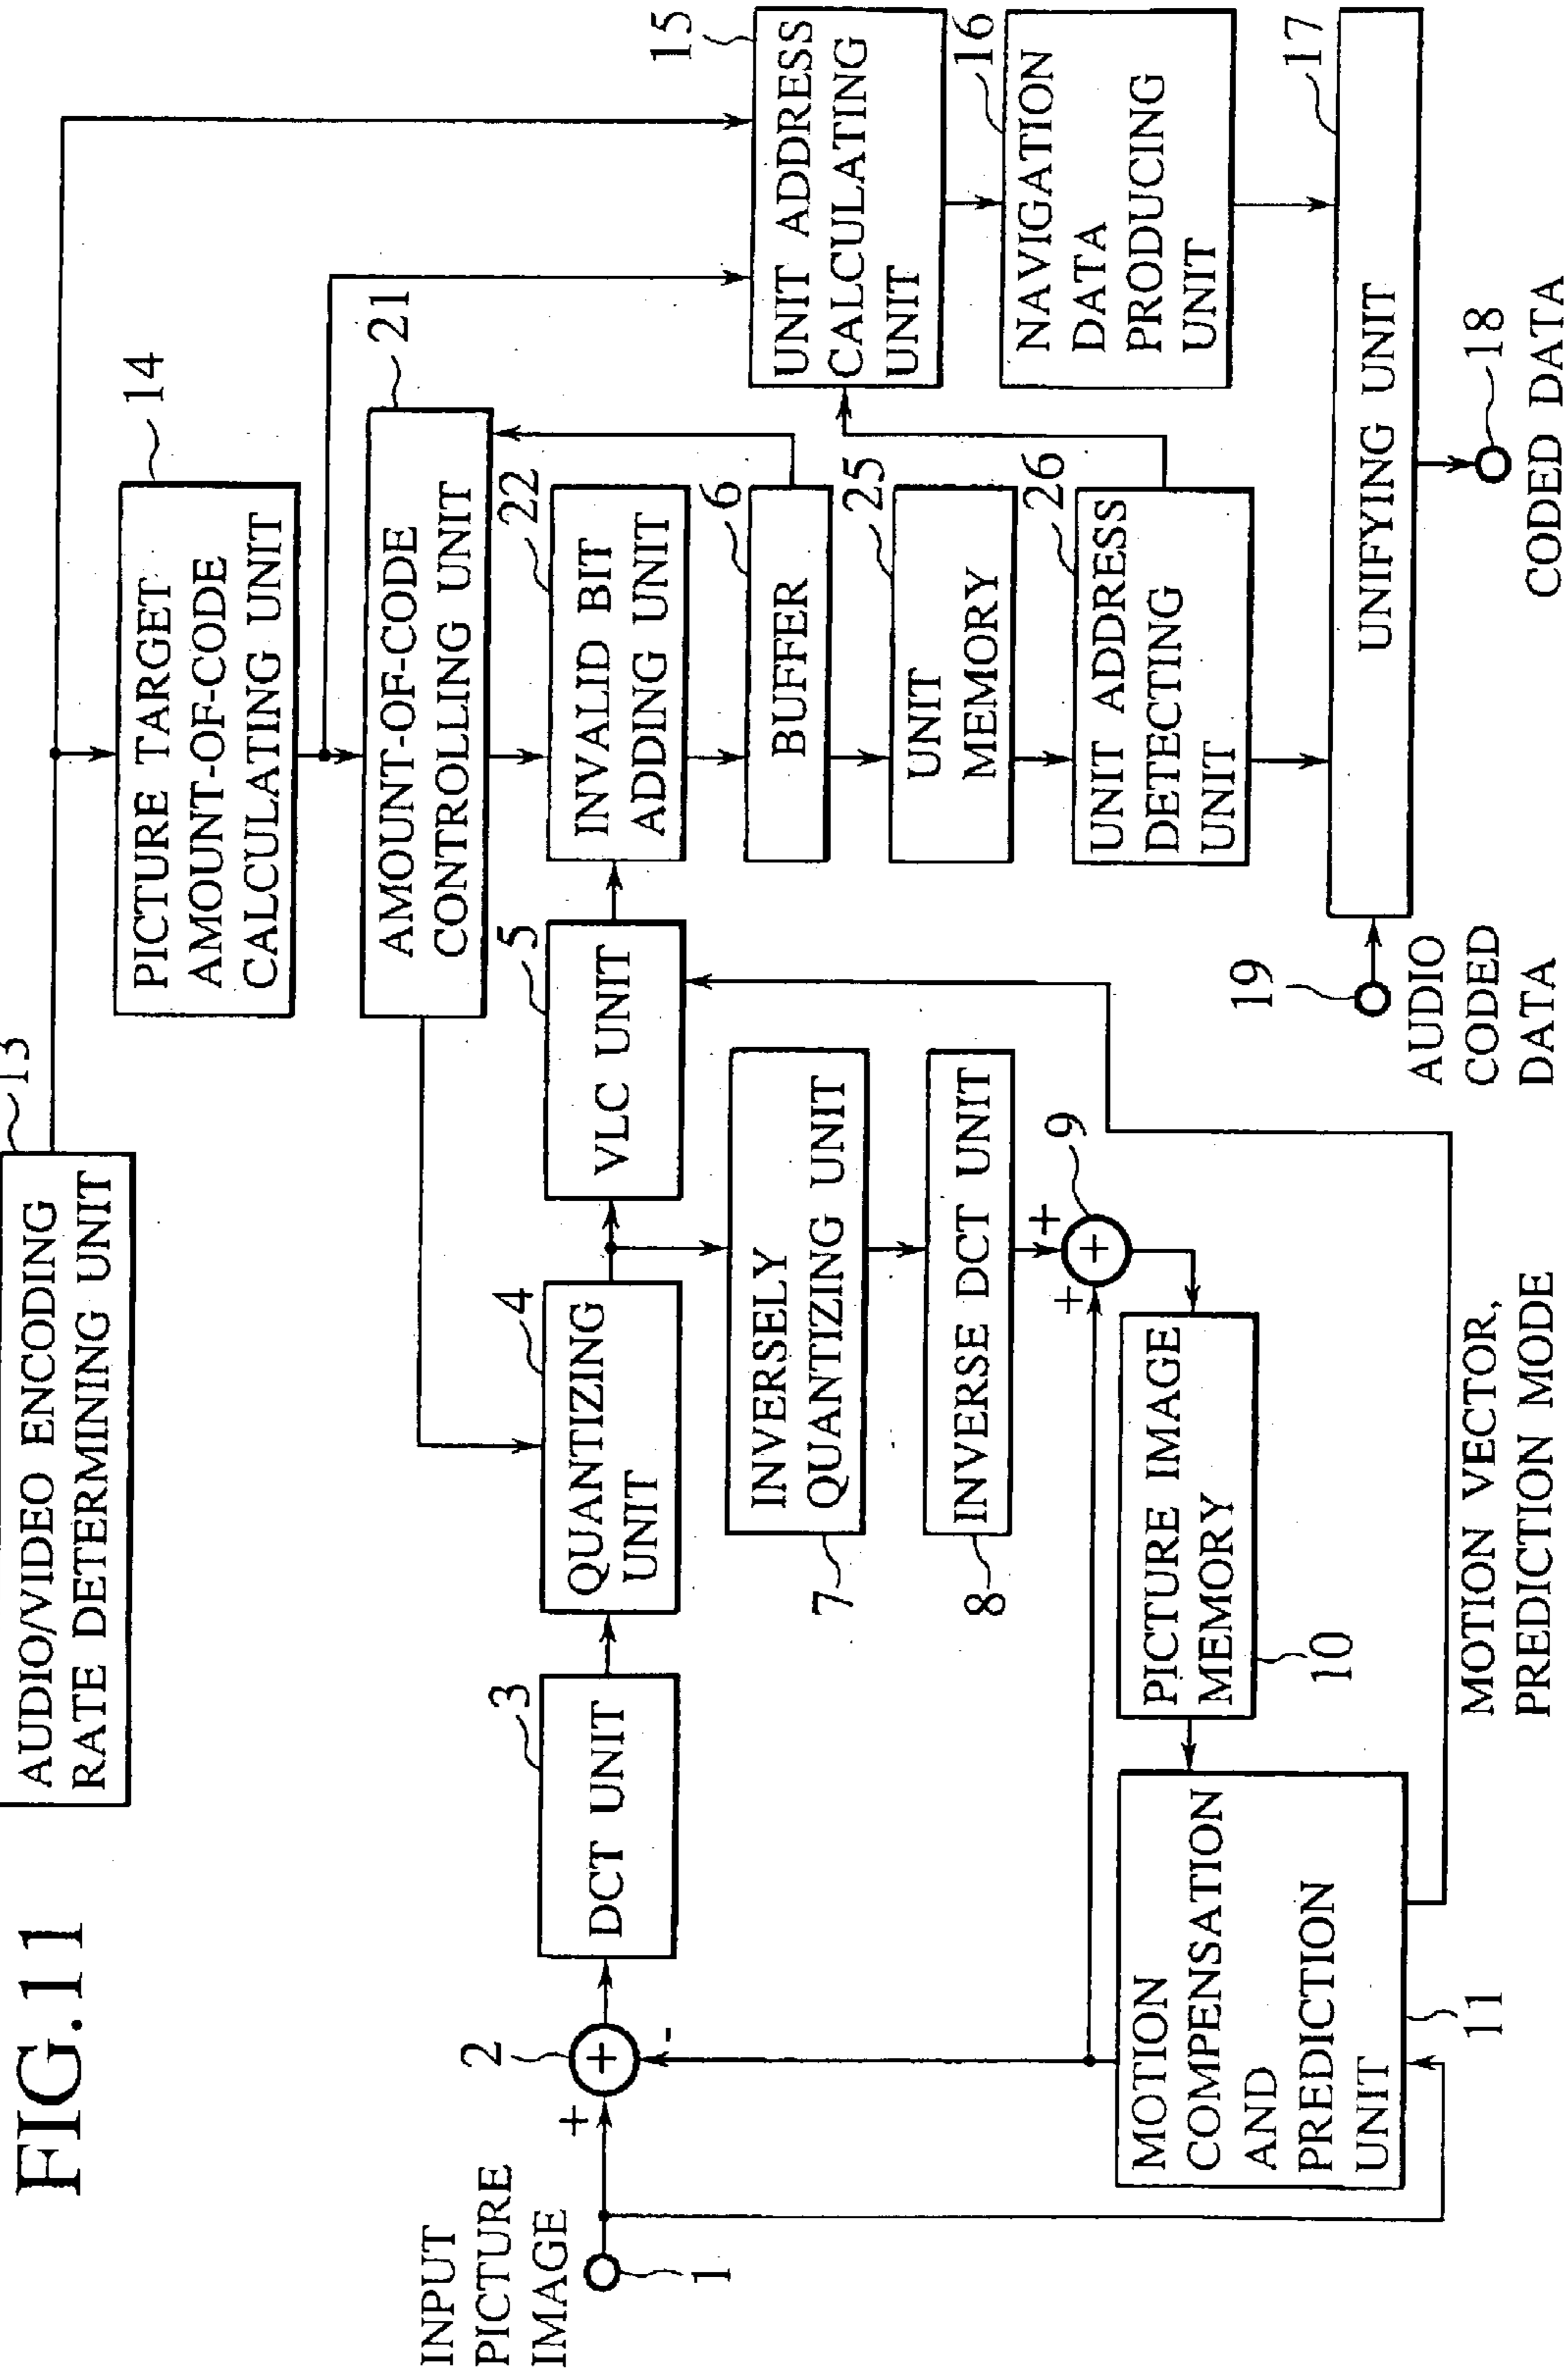 FIG.11
AUDIO/VIDEO ENCODING
RATE DETERMINING UNIT
13
PICTURE TARGET
AMOUNT-OF-CODE
CALCULATING UNIT
14
AMOUNT-OF-CODE
CONTROLLING UNIT
21
INPUT
PICTURE
IMAGE
1
+
2
+
-
DCT UNIT
3
QUANTIZING
UNIT
4
VLC UNIT
5
INVALID BIT
ADDING UNIT
22
BUFFER
6
UNIT
MEMORY
25
UNIT ADDRESS
DETECTING
UNIT
26
UNIT ADDRESS
CALCULATING
UNIT
15
NAVIGATION
DATA
PRODUCING
UNIT
16
UNIFYING UNIT
17
18
CODED DATA
19
AUDIO
CODED
DATA
INVERSELY
QUANTIZING UNIT
7
INVERSE DCT UNIT
8
+
+
+
9
PICTURE IMAGE
MEMORY
10
MOTION
COMPENSATION
AND
PREDICTION
UNIT
11
MOTION VECTOR,
PREDICTION MODE